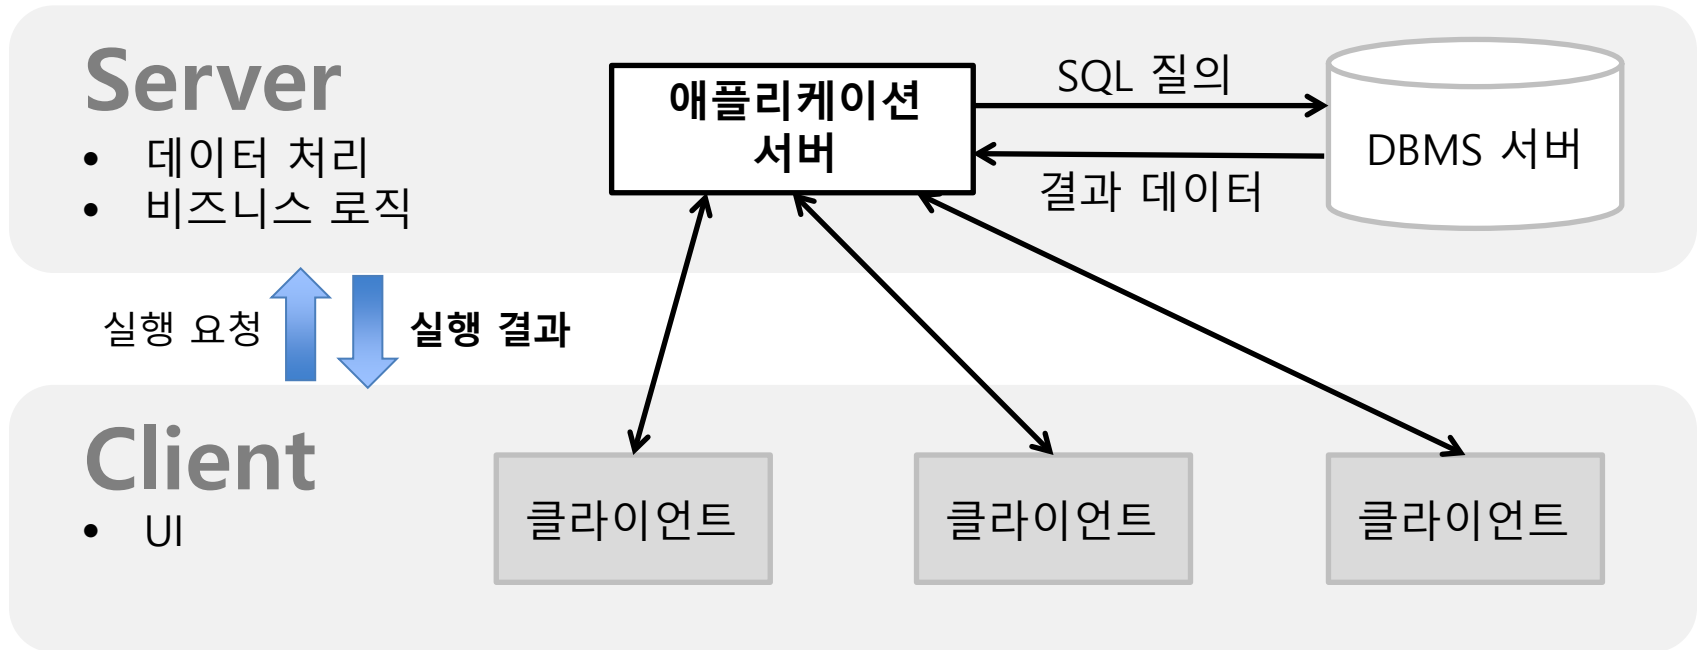 Server
• 데이터 처리
• 비즈니스 로직
애플리케이션
서버
SQL 질의
결과 데이터
DBMS 서버
실행 요청
실행 결과
Client
• UI
클라이언트
클라이언트
클라이언트